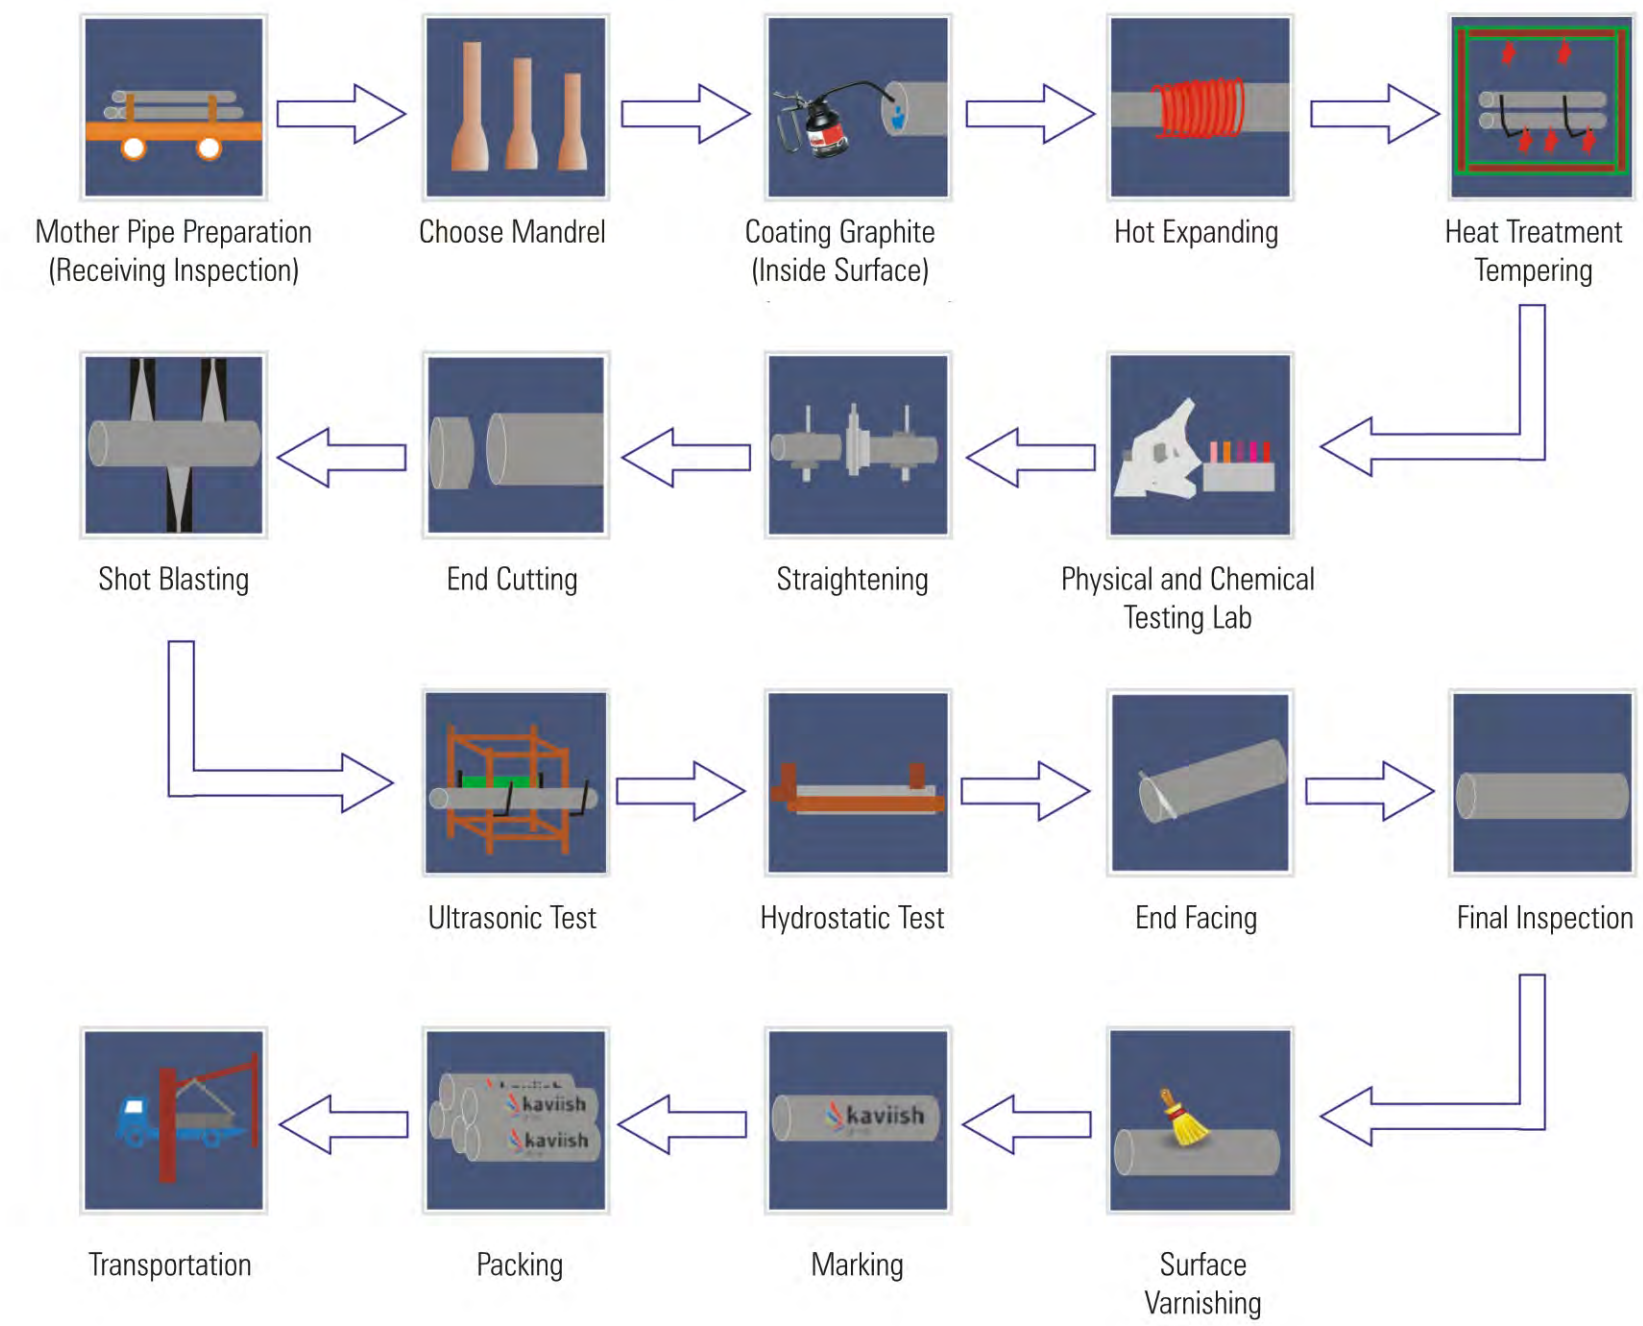 Mother Pipe Preparation
(Receiving Inspection)
Choose Mandrel
Coating Graphite
(Inside Surface)
Hot Expanding
Heat Treatment
Tempering
Physical and Chemical
Testing Lab
Straightening
End Cutting
Shot Blasting
Ultrasonic Test
Hydrostatic Test
End Facing
Final Inspection
Surface
Varnishing
kaviish
Marking
kaviish
kaviish
Packing
Transportation